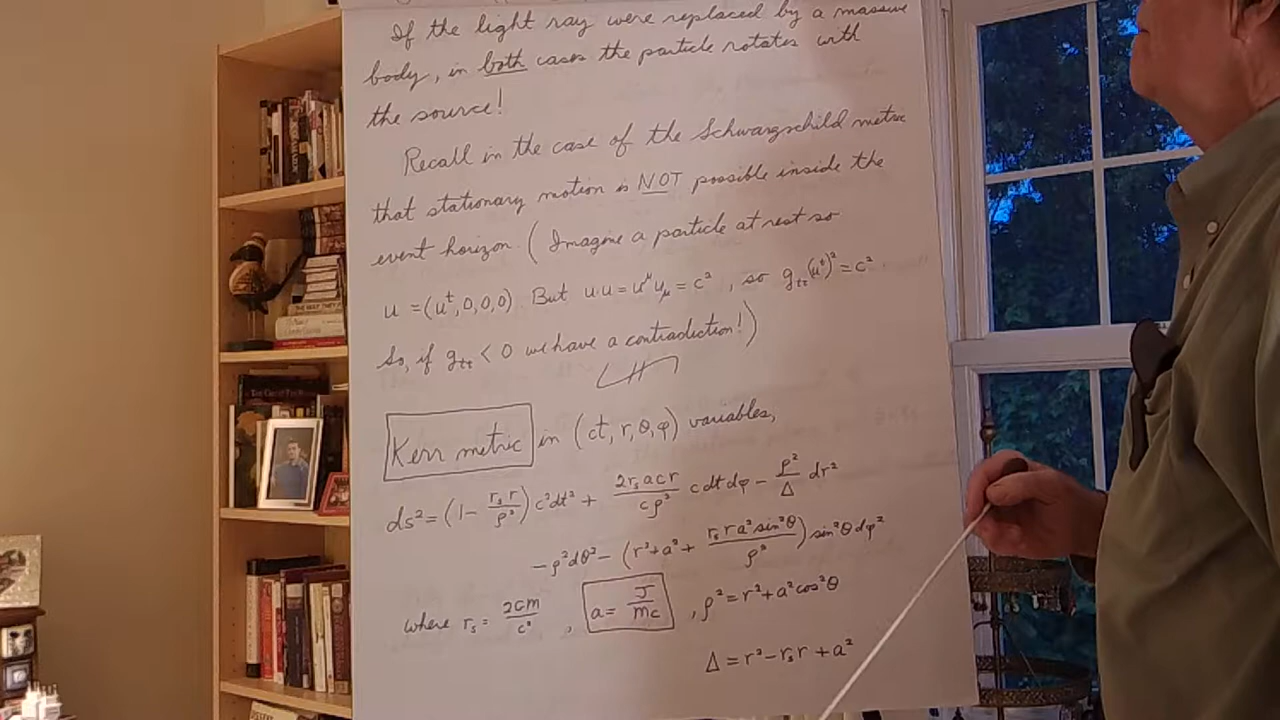 If the light ray were replaced by a massive
body, in both cases the particle rotates with
the source!
Recall in the case of the Schwarzschild metric
that stationary motion is NOT possible inside the
event horizon. (Imagine a particle at rest so
u = (uᵗ, 0, 0, 0). But u·u = u^μ u_μ = c², so g_tt(uᵗ)² = c²
So, if g_tt < 0 we have a contradiction!)
Kerr metric in (ct, r, θ, φ) variables,
ds² = (1 - r_s r/ρ²) c²dt² + 2r_s a c r/cρ² c dt dφ - ρ²/Δ dr²
- ρ²dθ² - (r² + a² + r_s r a² sin²θ/ρ²) sin²θ dφ²
where r_s = 2GM/c², a = J/mc, ρ² = r² + a² cos²θ
Δ = r² - r_s r + a²